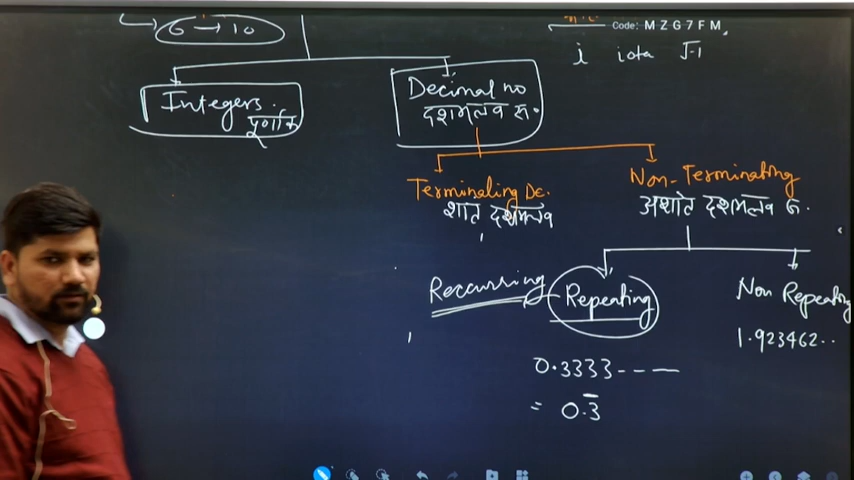 6 → 10
Code: M Z G 7 F M
i iota √-1
Integers.
पूर्णांक
Decimal no
दशमलव सं.
Terminating De.
शांत दशमलव
Non-Terminating
अशांत दशमलव
Recurring
Repeating
Non Repeating
1.923462..
0.3333----
= 0.3̅